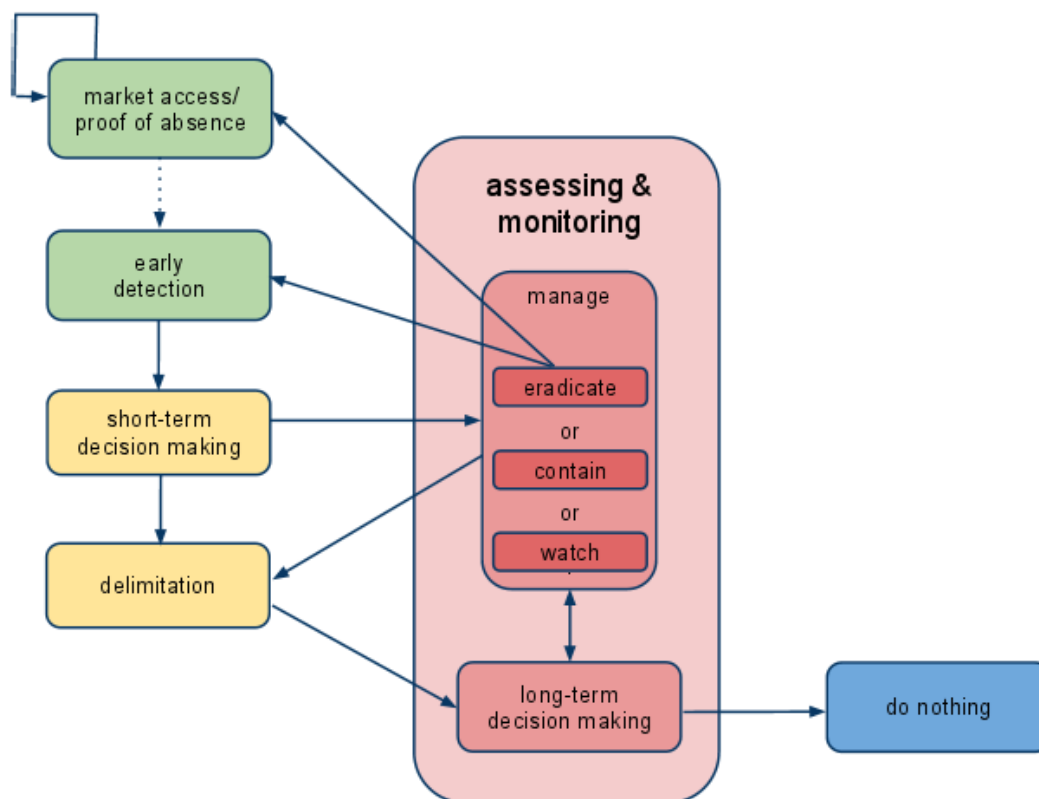 market access/
proof of absence
early
detection
short-term
decision making
delimitation
assessing &
monitoring
manage
eradicate
or
contain
or
watch
long-term
decision making
do nothing